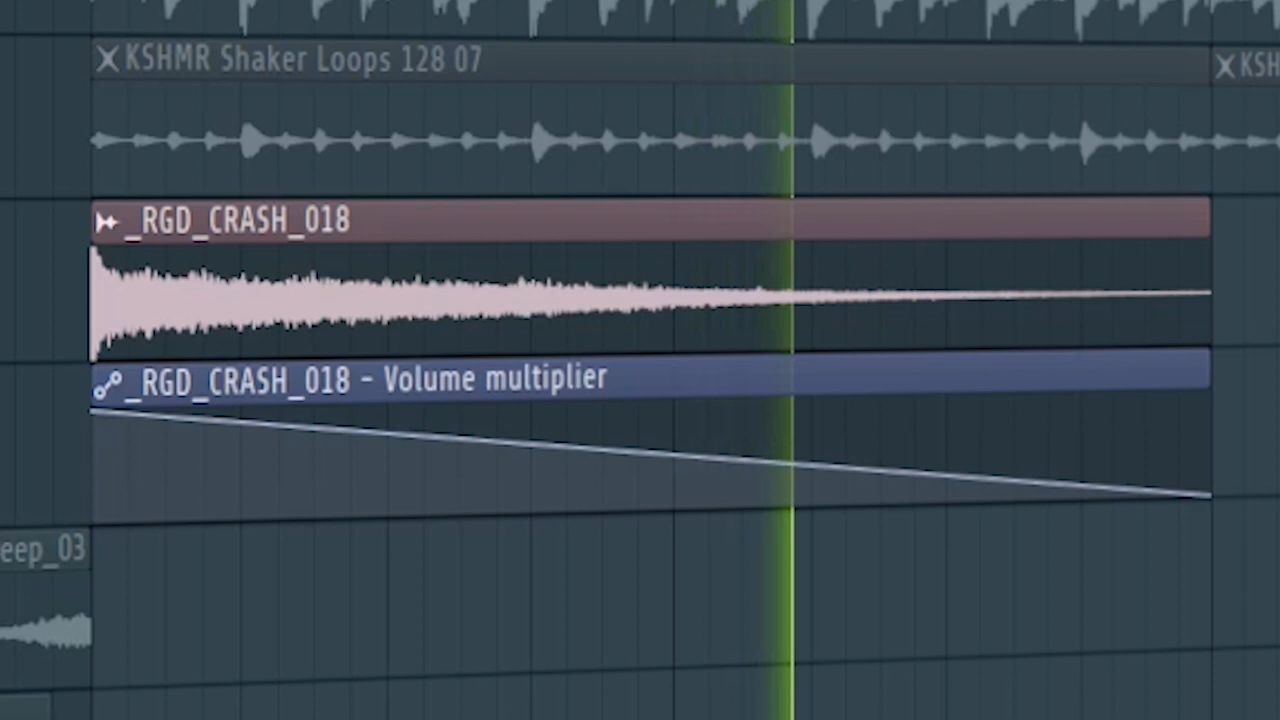 KSHMR Shaker Loops 128 07
KSH
_RGD_CRASH_018
_RGD_CRASH_018 - Volume multiplier
eep_03